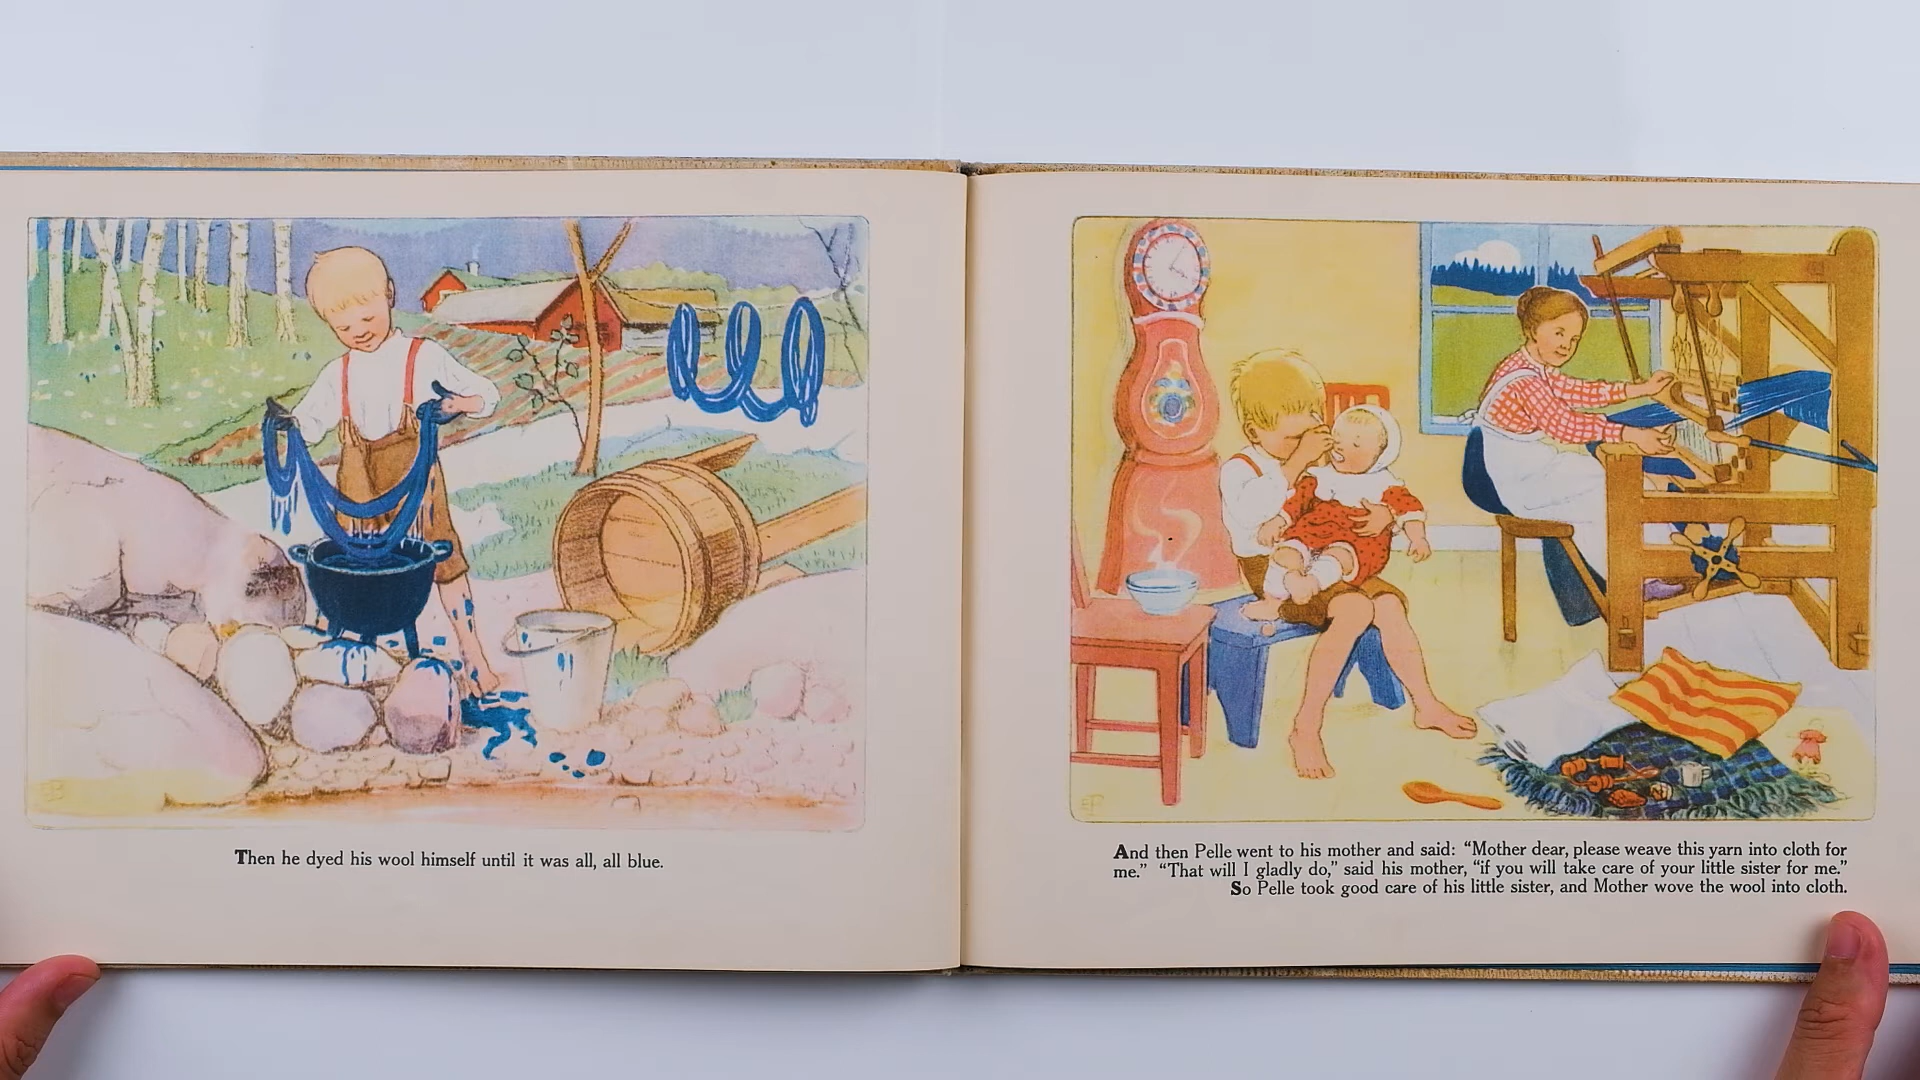 Then he dyed his wool himself until it was all, all blue.
And then Pelle went to his mother and said: “Mother dear, please weave this yarn into cloth for
me.” “That will I gladly do,” said his mother, “if you will take care of your little sister for me.”
So Pelle took good care of his little sister, and Mother wove the wool into cloth.